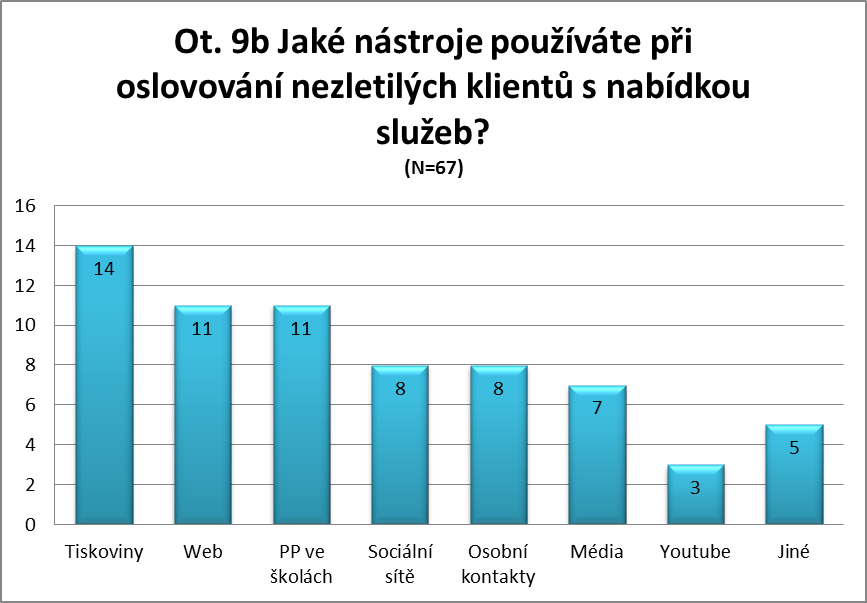 Ot. 9b Jaké nástroje používáte při
oslovování nezletilých klientů s nabídkou
služeb?
(N=67)
16
14
12
10
8
6
4
2
0
14
11
11
8
8
7
3
5
Tiskoviny
Web
PP ve
školách
Sociální
sítě
Osobní
kontakty
Média
Youtube
Jiné